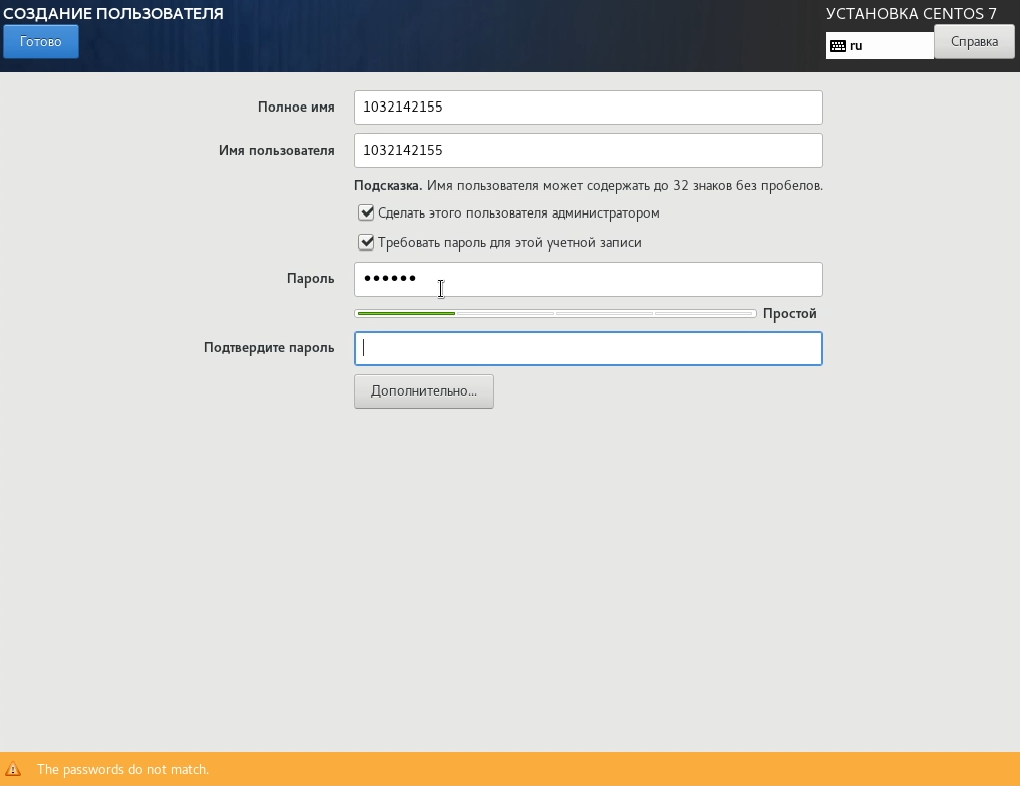 СОЗДАНИЕ ПОЛЬЗОВАТЕЛЯ
УСТАНОВКА CENTOS 7
Готово
ru
Справка
Полное имя
1032142155
Имя пользователя
1032142155
Подсказка. Имя пользователя может содержать до 32 знаков без пробелов.
Сделать этого пользователя администратором
Требовать пароль для этой учетной записи
Пароль
••••••
Простой
Подтвердите пароль
Дополнительно...
The passwords do not match.